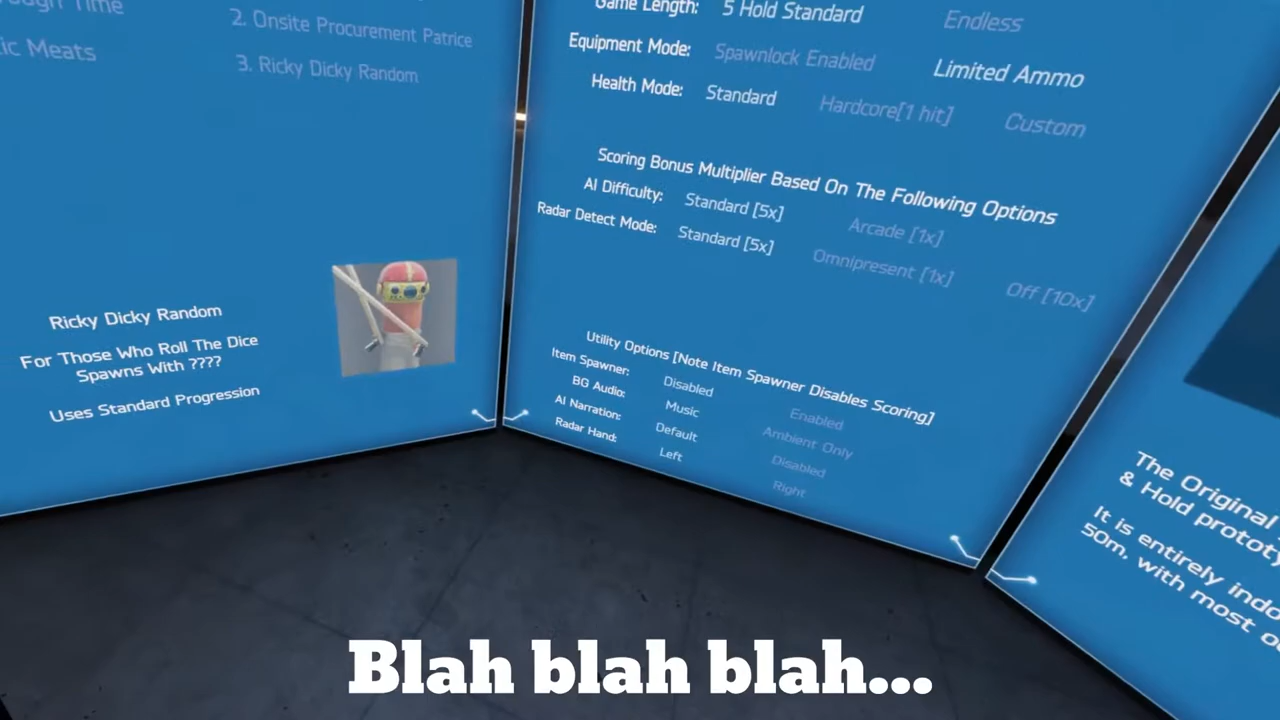 Time
2. Onsite Procurement Patrice
Meats
3. Ricky Dicky Random
Ricky Dicky Random
For Those Who Roll The Dice
Spawns With ????
Uses Standard Progression
Game Length: 5 Hold Standard Endless
Equipment Mode: Spawnlock Enabled Limited Ammo
Health Mode: Standard Hardcore[1 hit] Custom
Scoring Bonus Multiplier Based On The Following Options
AI Difficulty: Standard [5x] Arcade [1x]
Radar Detect Mode: Standard [5x] Omnipresent [1x] Off [10x]
Utility Options [Note Item Spawner Disables Scoring]
Item Spawner: Disabled Enabled
BG Audio: Music Ambient Only
AI Narration: Default Disabled
Radar Hand: Left Right
The Original
& Hold
It is entirely
50m, with most
Blah blah blah...